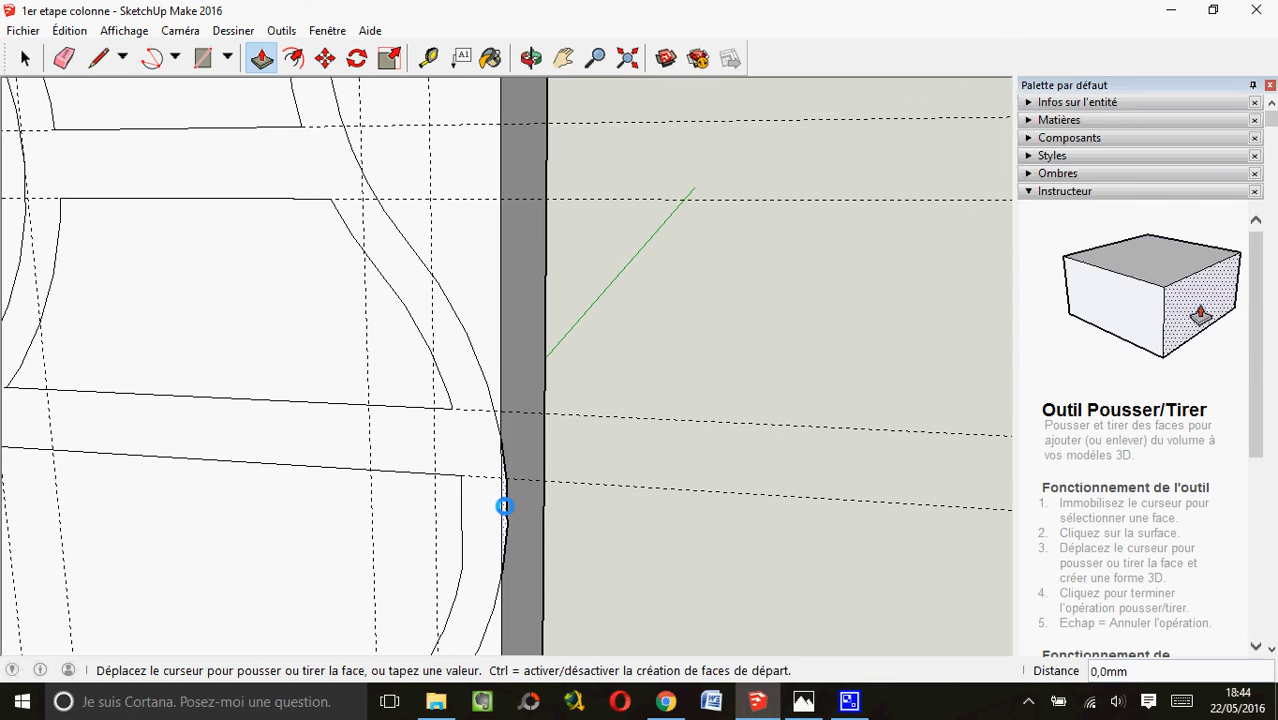 1er etape colonne - SketchUp Make 2016
Fichier Édition Affichage Caméra Dessiner Outils Fenêtre Aide
A1
Palette par défaut
Infos sur l'entité
Matières
Composants
Styles
Ombres
Instructeur
Outil Pousser/Tirer
Pousser et tirer des faces pour
ajouter (ou enlever) du volume à
vos modèles 3D.
Fonctionnement de l'outil
1. Immobilisez le curseur pour
sélectionner une face.
2. Cliquez sur la surface.
3. Déplacez le curseur pour
pousser ou tirer la face et
créer une forme 3D.
4. Cliquez pour terminer
l'opération pousser/tirer.
5. Echap = Annuler l'opération.
Fonctionnement de
Déplacez le curseur pour pousser ou tirer la face, ou tapez une valeur. Ctrl = activer/désactiver la création de faces de départ.
Distance 0,0mm
Je suis Cortana. Posez-moi une question.
18:44
22/05/2016